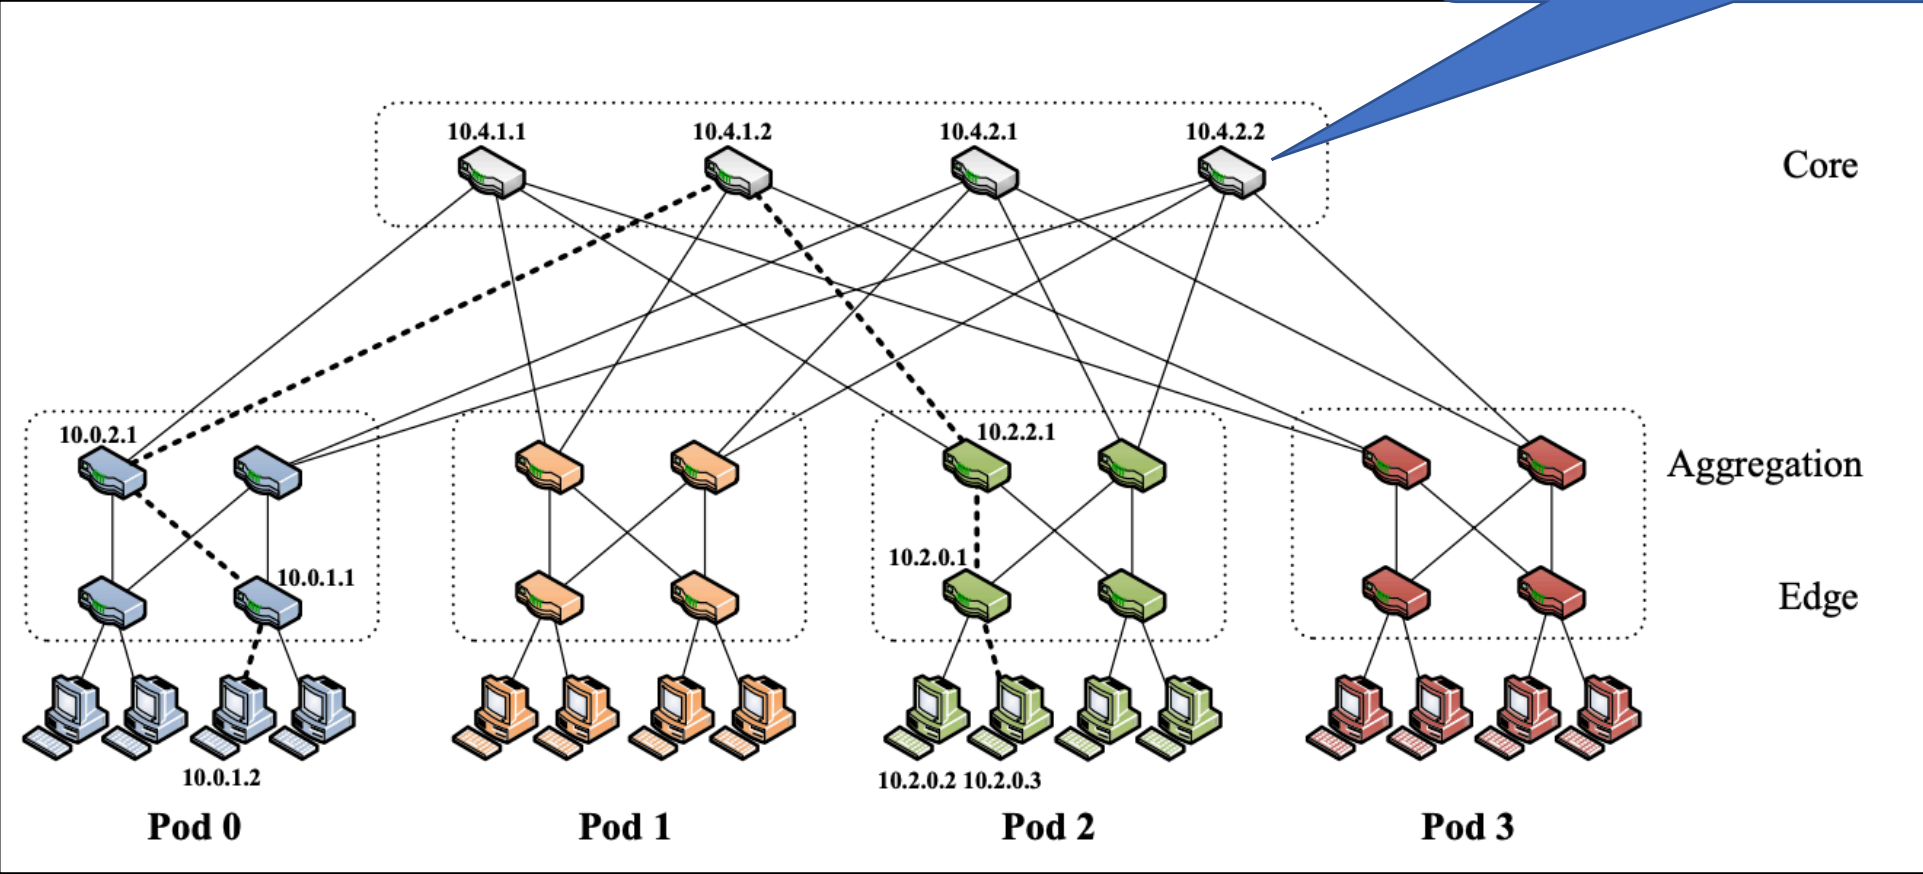 10.4.1.1
10.4.1.2
10.4.2.1
10.4.2.2
Core
10.0.2.1
10.2.2.1
Aggregation
10.0.1.1
10.2.0.1
Edge
10.0.1.2
10.2.0.2 10.2.0.3
Pod 0
Pod 1
Pod 2
Pod 3